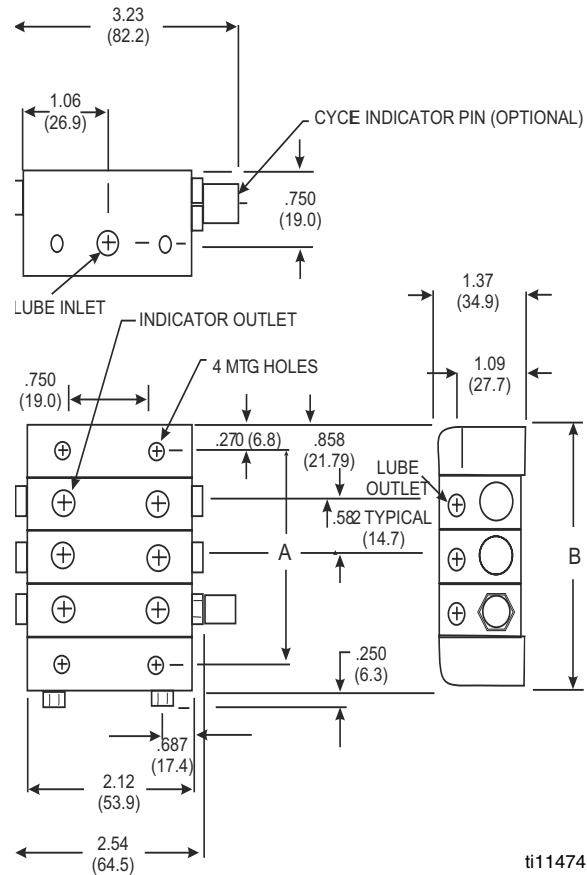 3.23
(82.2)
1.06
(26.9)
CYCE INDICATOR PIN (OPTIONAL)
.750
(19.0)
LUBE INLET
1.37
(34.9)
INDICATOR OUTLET
4 MTG HOLES
1.09
(27.7)
.750
(19.0)
.270 (6.8)
.858
(21.79)
LUBE
OUTLET
.582 TYPICAL
(14.7)
A
B
.250
(6.3)
.687
(17.4)
2.12
(53.9)
2.54
(64.5)
ti11474